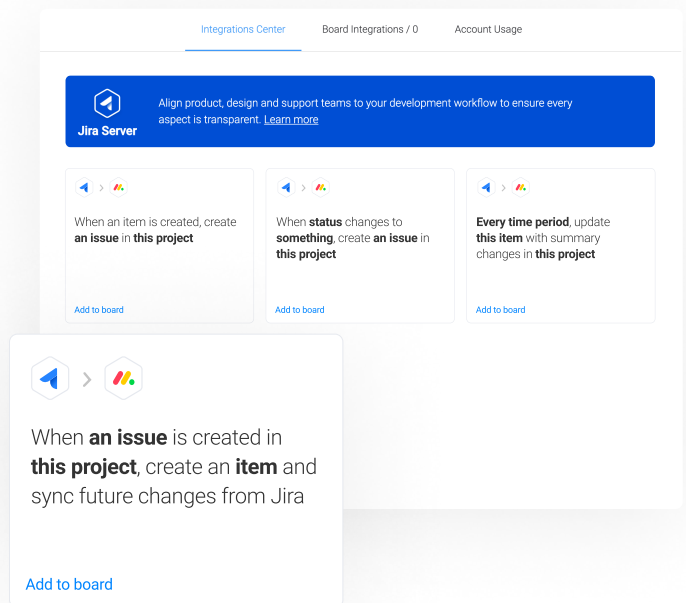 Integrations Center
Board Integrations / 0
Account Usage
Jira Server
Align product, design and support teams to your development workflow to ensure every
aspect is transparent. Learn more
When an item is created, create
an issue in this project
Add to board
When status changes to
something, create an issue in
this project
Add to board
Every time period, update
this item with summary
changes in this project
Add to board
When an issue is created in
this project, create an item and
sync future changes from Jira
Add to board